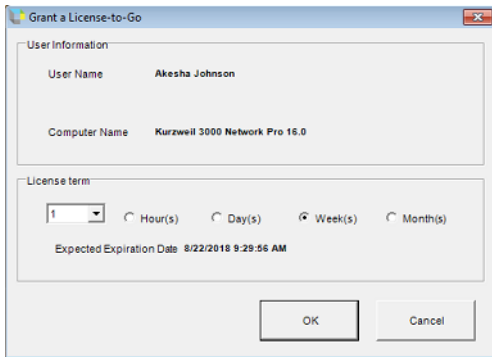 Grant a License-to-Go
User Information
User Name Akesha Johnson
Computer Name Kurzweil 3000 Network Pro 16.0
License term
1 Hour(s) Day(s) Week(s) Month(s)
Expected Expiration Date 8/22/2018 9:29:56 AM
OK Cancel